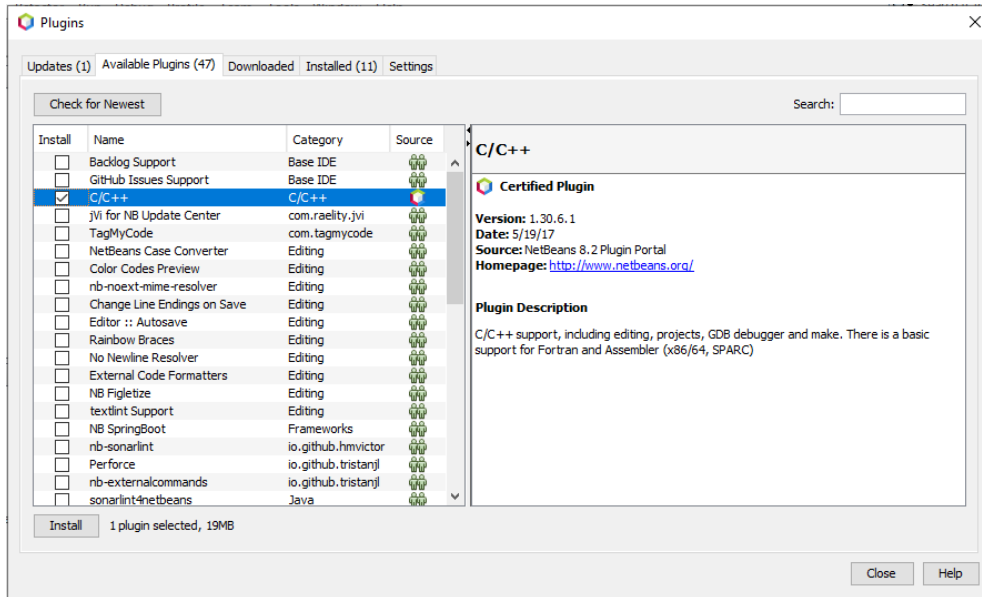 Plugins
Updates (1) Available Plugins (47) Downloaded Installed (11) Settings
Check for Newest
Search:
Install Name Category Source
Backlog Support Base IDE
GitHub Issues Support Base IDE
C/C++ C/C++
jVi for NB Update Center com.raelity.jvi
TagMyCode com.tagmycode
NetBeans Case Converter Editing
Color Codes Preview Editing
nb-noext-mime-resolver Editing
Change Line Endings on Save Editing
Editor :: Autosave Editing
Rainbow Braces Editing
No Newline Resolver Editing
External Code Formatters Editing
NB Figletize Editing
textlint Support Editing
NB SpringBoot Frameworks
nb-sonarlint io.github.hmvictor
Perforce io.github.tristanjl
nb-externalcommands io.github.tristanjl
sonarlint4netbeans Java
C/C++
Certified Plugin
Version: 1.30.6.1
Date: 5/19/17
Source: NetBeans 8.2 Plugin Portal
Homepage: http://www.netbeans.org/
Plugin Description
C/C++ support, including editing, projects, GDB debugger and make. There is a basic
support for Fortran and Assembler (x86/64, SPARC)
Install 1 plugin selected, 19MB
Close Help